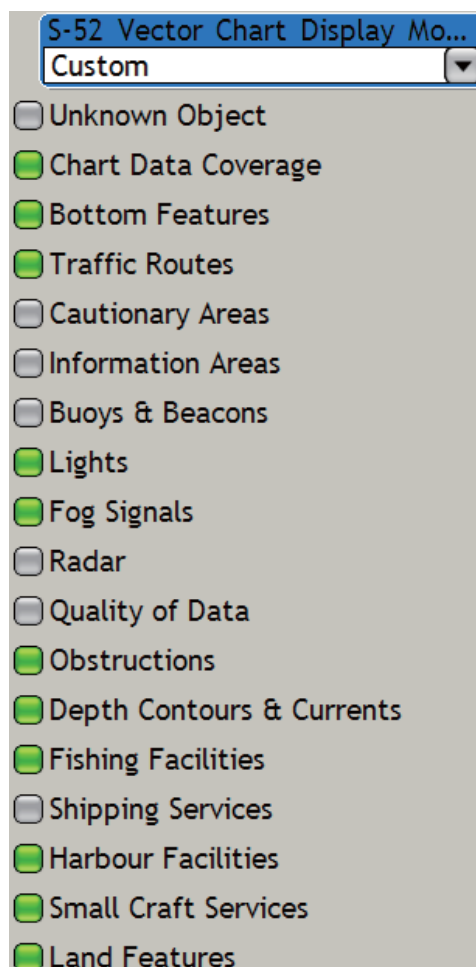 S-52 Vector Chart Display Mo...
Custom
Unknown Object
Chart Data Coverage
Bottom Features
Traffic Routes
Cautionary Areas
Information Areas
Buoys & Beacons
Lights
Fog Signals
Radar
Quality of Data
Obstructions
Depth Contours & Currents
Fishing Facilities
Shipping Services
Harbour Facilities
Small Craft Services
Land Features